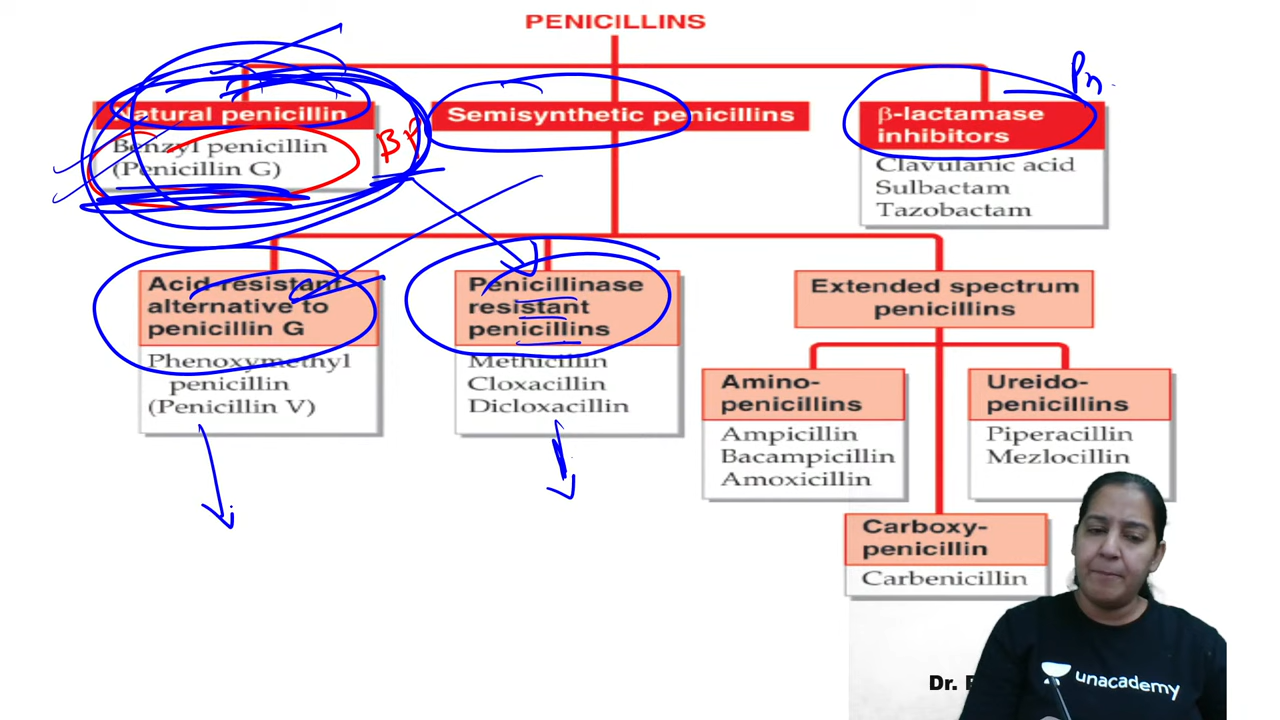 PENICILLINS
Natural penicillin
Benzyl penicillin
(Penicillin G)
Semisynthetic penicillins
β-lactamase
inhibitors
Clavulanic acid
Sulbactam
Tazobactam
Acid resistant
alternative to
penicillin G
Phenoxymethyl
penicillin
(Penicillin V)
Penicillinase
resistant
penicillins
Methicillin
Cloxacillin
Dicloxacillin
Extended spectrum
penicillins
Amino-
penicillins
Ampicillin
Bacampicillin
Amoxicillin
Ureido-
penicillins
Piperacillin
Mezlocillin
Carboxy-
penicillin
Carbenicillin
unacademy
Dr.